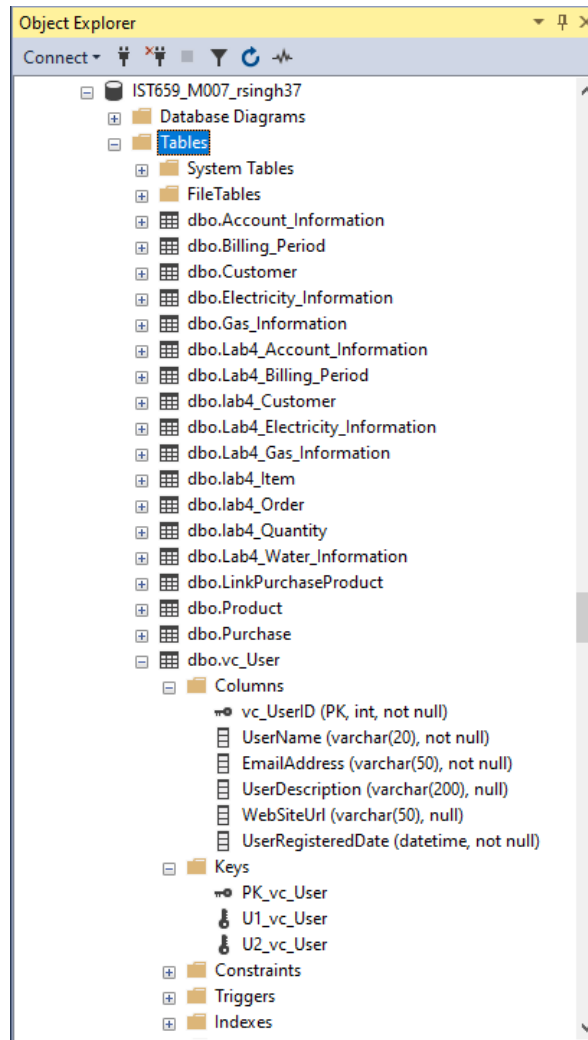 Object Explorer
Connect
IST659_M007_rsingh37
Database Diagrams
Tables
System Tables
FileTables
dbo.Account_Information
dbo.Billing_Period
dbo.Customer
dbo.Electricity_Information
dbo.Gas_Information
dbo.Lab4_Account_Information
dbo.Lab4_Billing_Period
dbo.lab4_Customer
dbo.Lab4_Electricity_Information
dbo.Lab4_Gas_Information
dbo.lab4_Item
dbo.lab4_Order
dbo.lab4_Quantity
dbo.Lab4_Water_Information
dbo.LinkPurchaseProduct
dbo.Product
dbo.Purchase
dbo.vc_User
Columns
vc_UserID (PK, int, not null)
UserName (varchar(20), not null)
EmailAddress (varchar(50), not null)
UserDescription (varchar(200), null)
WebSiteUrl (varchar(50), null)
UserRegisteredDate (datetime, not null)
Keys
PK_vc_User
U1_vc_User
U2_vc_User
Constraints
Triggers
Indexes